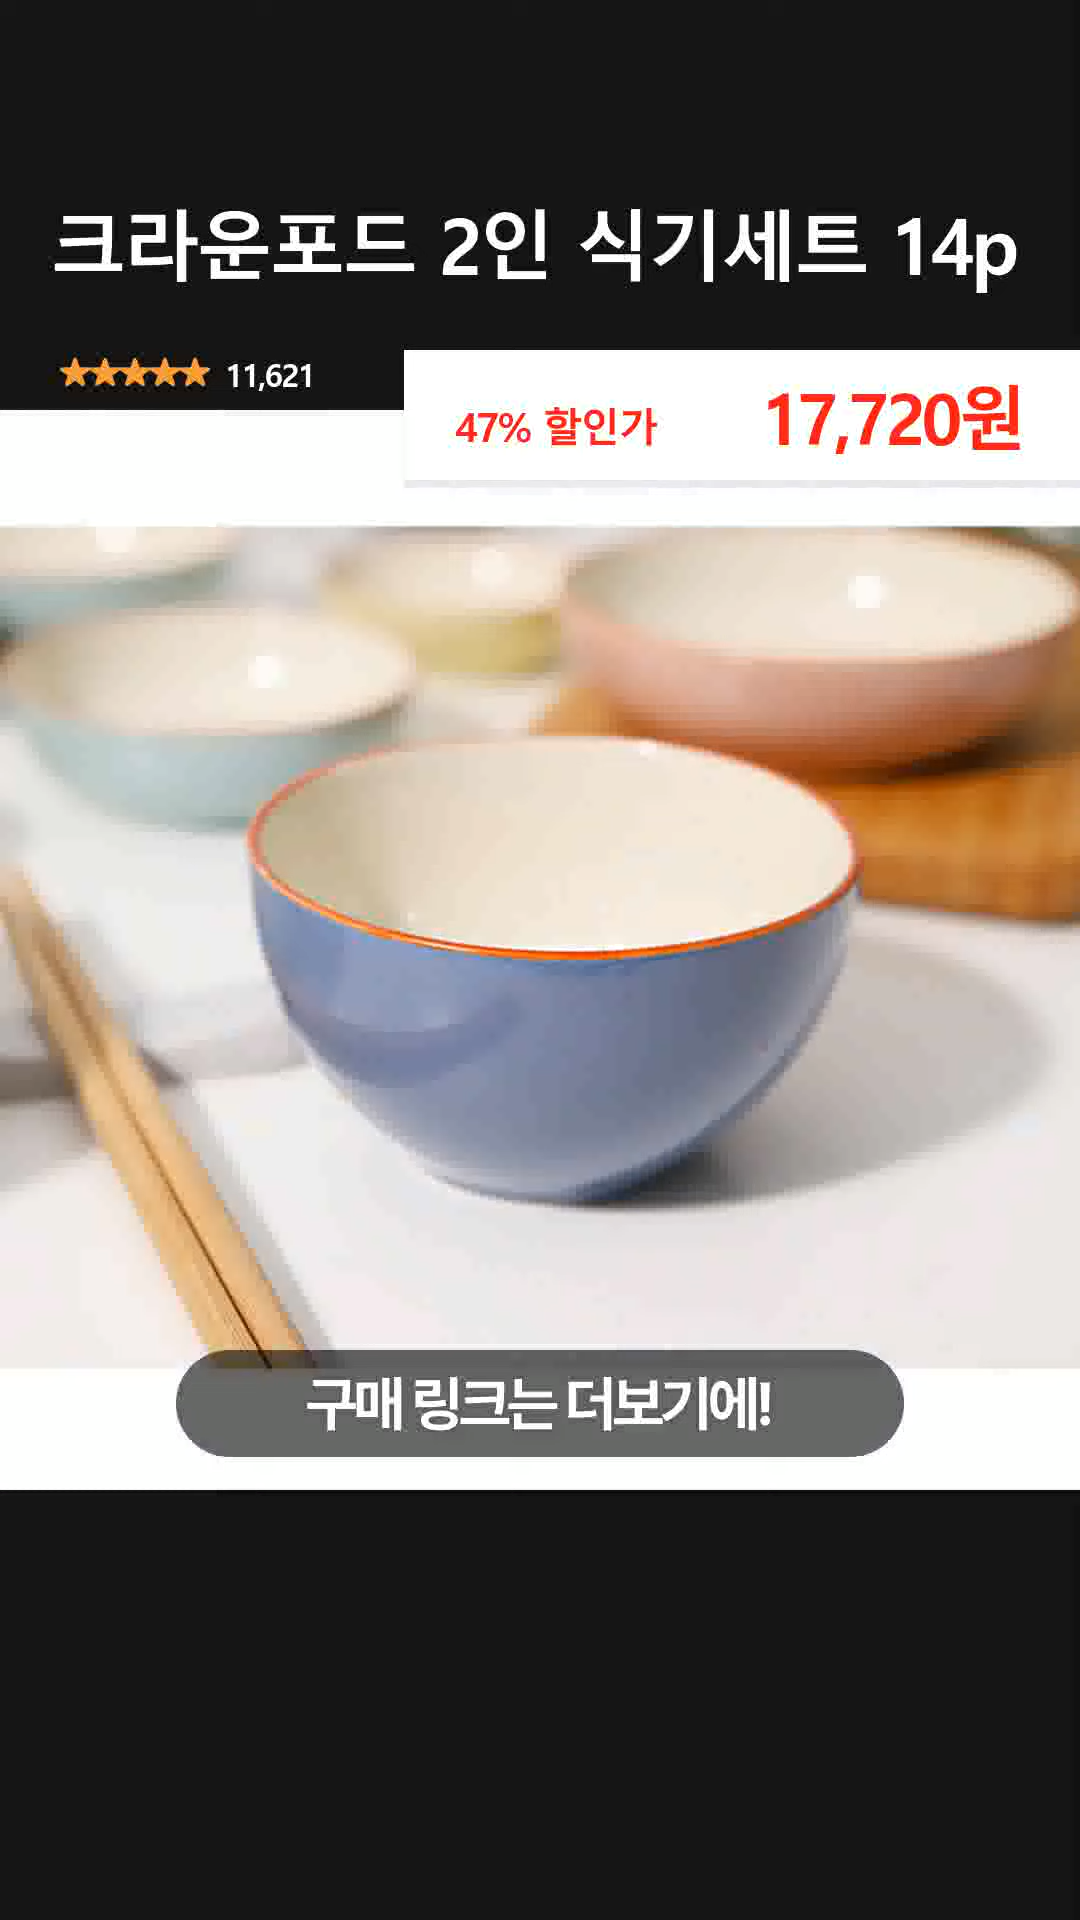 크라운포드 2인 식기세트 14p
11,621
47% 할인가
17,720원
구매 링크는 더보기에!